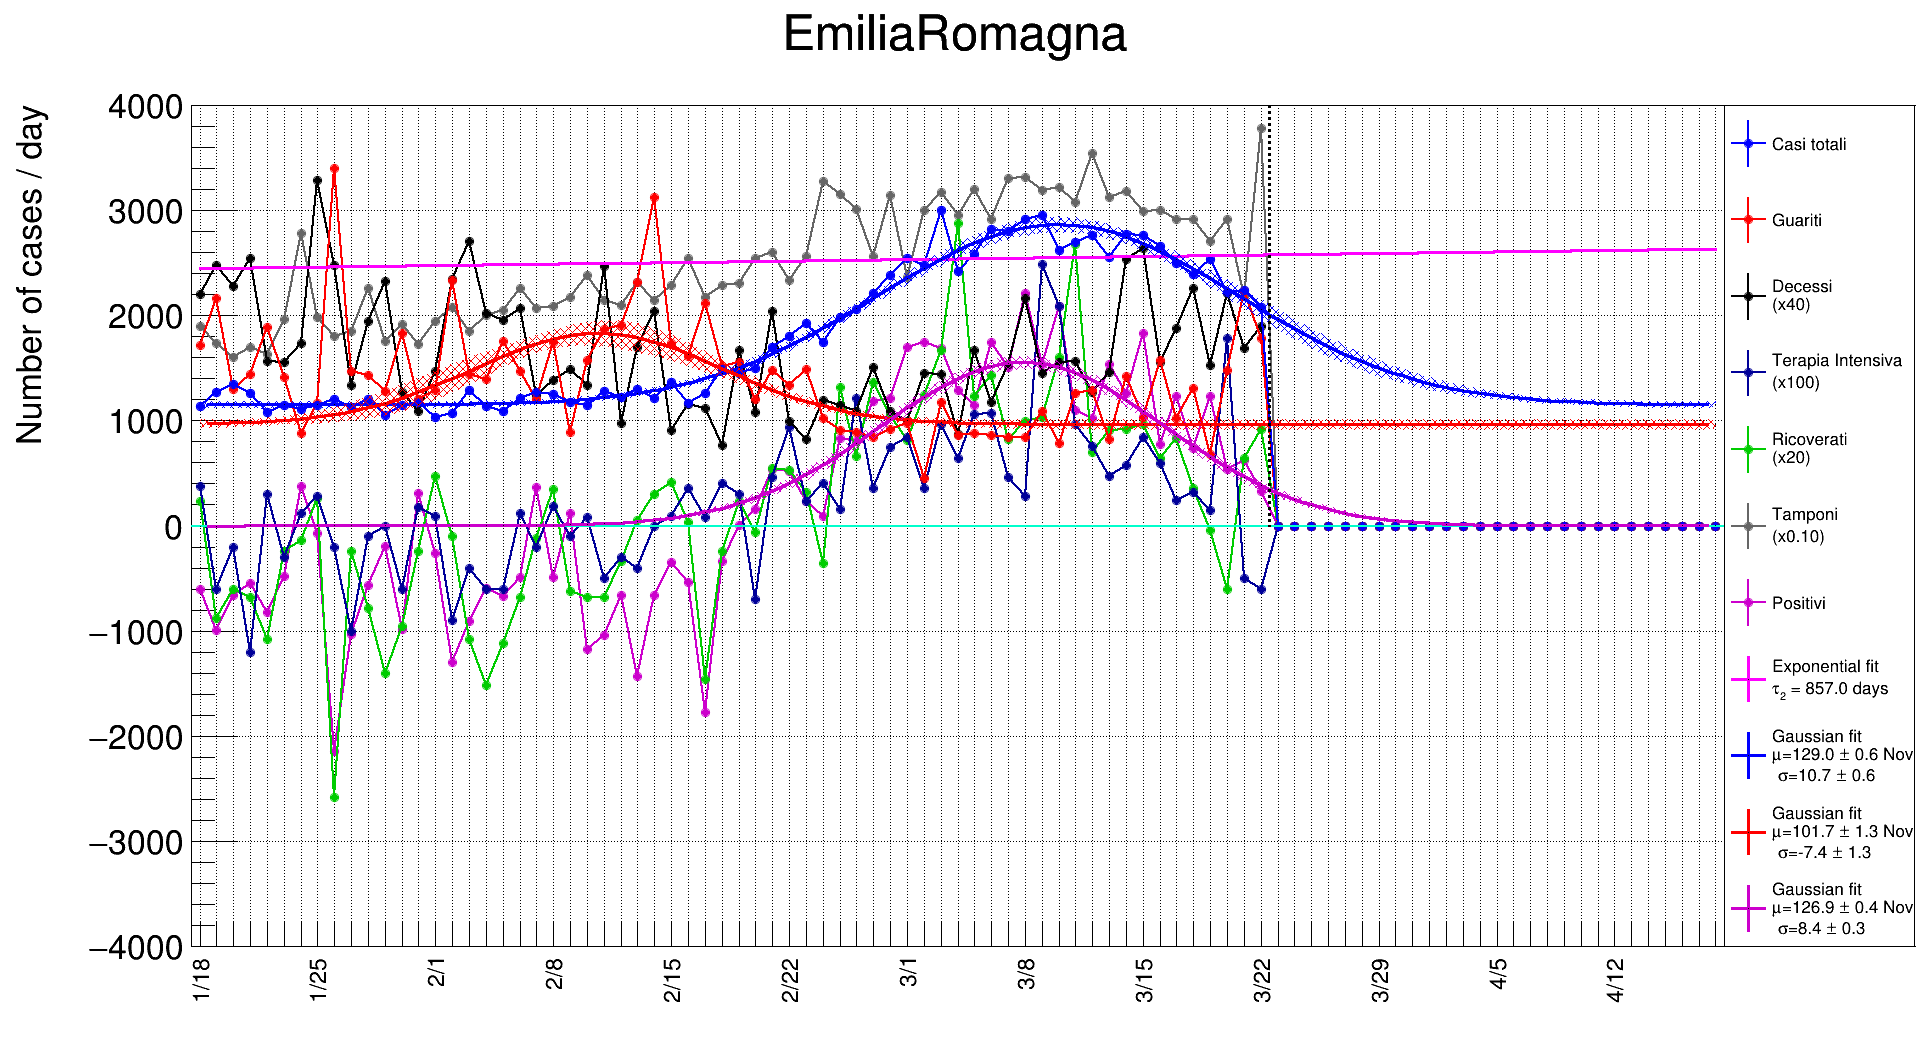 EmiliaRomagna
Number of cases / day
4000
3000
2000
1000
0
−1000
−2000
−3000
−4000
1/18
1/25
2/1
2/8
2/15
2/22
3/1
3/8
3/15
3/22
3/29
4/5
4/12
Casi totali
Guariti
Decessi
(x40)
Terapia Intensiva
(x100)
Ricoverati
(x20)
Tamponi
(x0.10)
Positivi
Exponential fit
τ2 = 857.0 days
Gaussian fit
μ=129.0 ± 0.6 Nov
σ=10.7 ± 0.6
Gaussian fit
μ=101.7 ± 1.3 Nov
σ=-7.4 ± 1.3
Gaussian fit
μ=126.9 ± 0.4 Nov
σ=8.4 ± 0.3